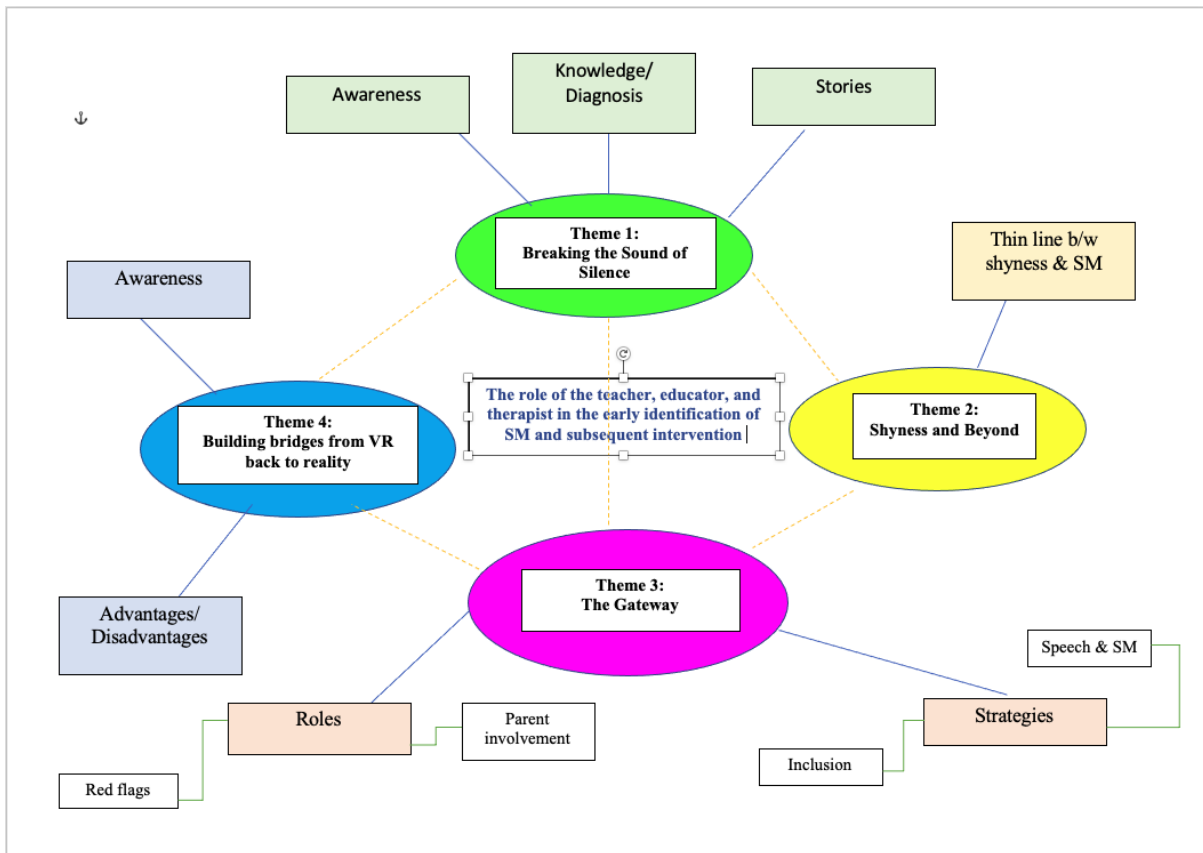 Knowledge/
Diagnosis
Awareness
Stories
Theme 1:
Breaking the Sound of
Silence
Thin line b/w
shyness & SM
Awareness
The role of the teacher, educator, and
therapist in the early identification of
SM and subsequent intervention
Theme 4:
Building bridges from VR
back to reality
Theme 2:
Shyness and Beyond
Theme 3:
The Gateway
Advantages/
Disadvantages
Speech & SM
Roles
Parent
involvement
Strategies
Inclusion
Red flags